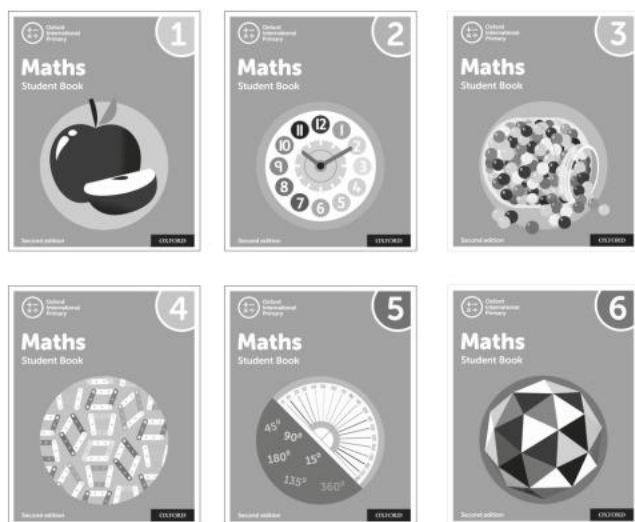 Oxford
International
Primary
1
Maths
Student Book
Second edition
OXFORD
Oxford
International
Primary
2
Maths
Student Book
12
1
2
3
4
5
6
7
8
9
10
11
Second edition
OXFORD
Oxford
International
Primary
3
Maths
Student Book
Second edition
OXFORD
Oxford
International
Primary
4
Maths
Student Book
Second edition
OXFORD
Oxford
International
Primary
5
Maths
Student Book
45°
90°
180°
15°
135°
360°
Second edition
OXFORD
Oxford
International
Primary
6
Maths
Student Book
Second edition
OXFORD